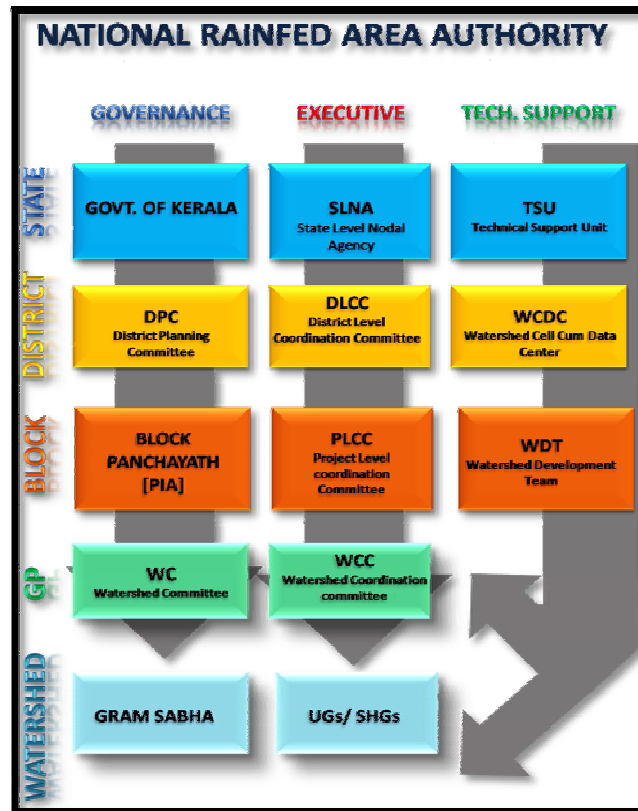 NATIONAL RAINFED AREA AUTHORITY
GOVERNANCE
EXECUTIVE
TECH. SUPPORT
STATE
GOVT. OF KERALA
SLNA
State Level Nodal
Agency
TSU
Technical Support Unit
DISTRICT
DPC
District Planning
Committee
DLCC
District Level
Coordination Committee
WCDC
Watershed Cell Cum Data
Center
BLOCK
BLOCK
PANCHAYATH
[PIA]
PLCC
Project Level
coordination
Committee
WDT
Watershed Development
Team
GP
WC
Watershed Committee
WCC
Watershed Coordination
committee
WATERSHED
GRAM SABHA
UGs/ SHGs